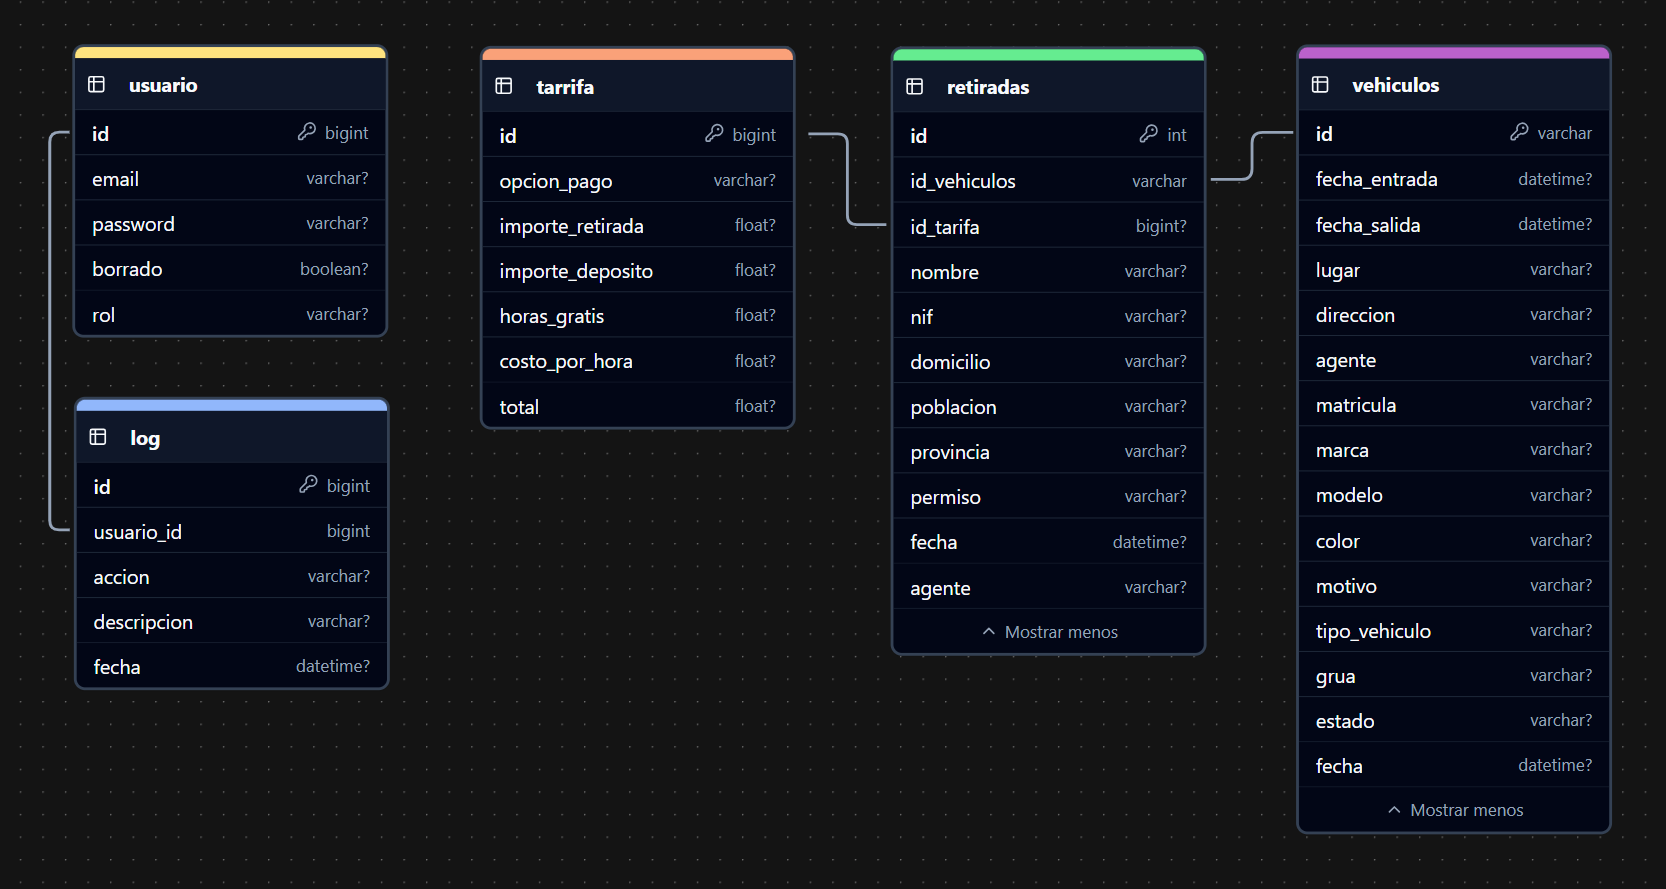 usuario
id bigint
email varchar?
password varchar?
borrado boolean?
rol varchar?
log
id bigint
usuario_id bigint
accion varchar?
descripcion varchar?
fecha datetime?
tarrifa
id bigint
opcion_pago varchar?
importe_retirada float?
importe_deposito float?
horas_gratis float?
costo_por_hora float?
total float?
retiradas
id int
id_vehiculos varchar
id_tarifa bigint?
nombre varchar?
nif varchar?
domicilio varchar?
poblacion varchar?
provincia varchar?
permiso varchar?
fecha datetime?
agente varchar?
Mostrar menos
vehiculos
id varchar
fecha_entrada datetime?
fecha_salida datetime?
lugar varchar?
direccion varchar?
agente varchar?
matricula varchar?
marca varchar?
modelo varchar?
color varchar?
motivo varchar?
tipo_vehiculo varchar?
grua varchar?
estado varchar?
fecha datetime?
Mostrar menos